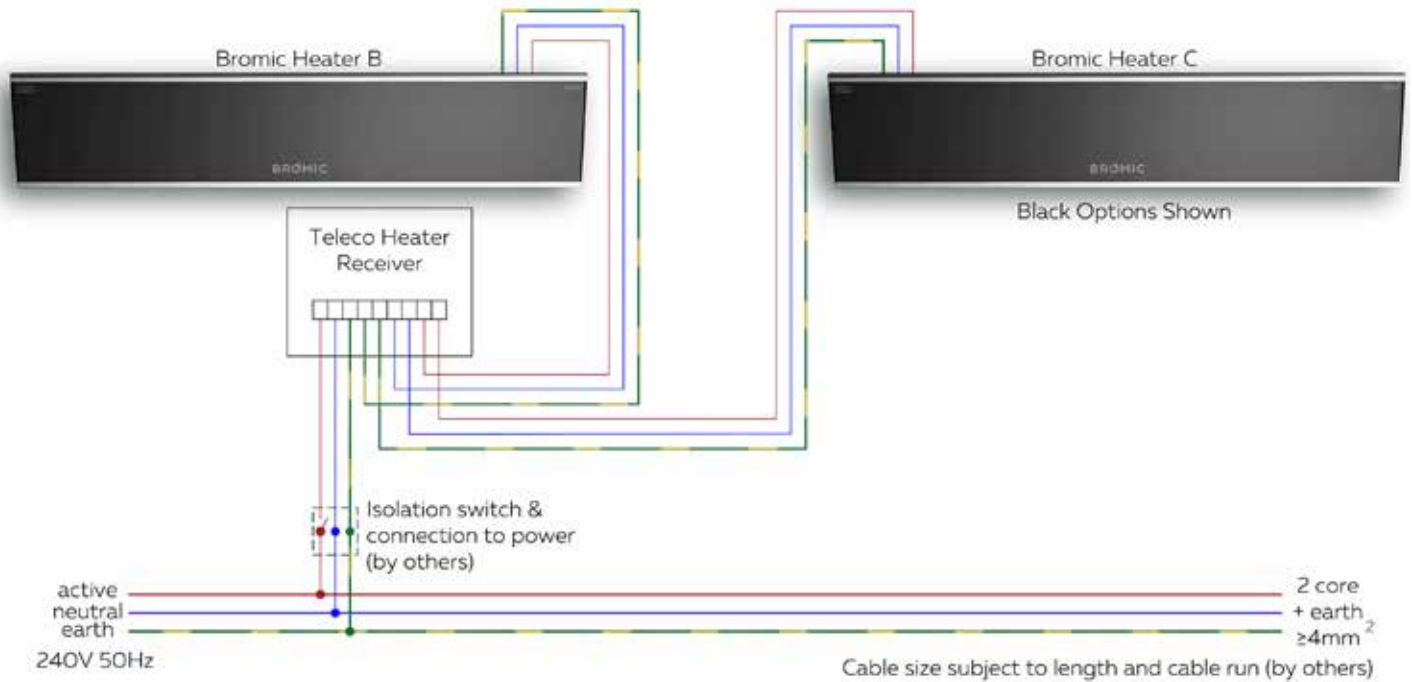 Bromic Heater B
Bromic Heater C
BROMIC
BROMIC
Black Options Shown
Teleco Heater
Receiver
Isolation switch &
connection to power
(by others)
active
neutral
earth
240V 50Hz
2 core
+ earth
≥4mm²
Cable size subject to length and cable run (by others)